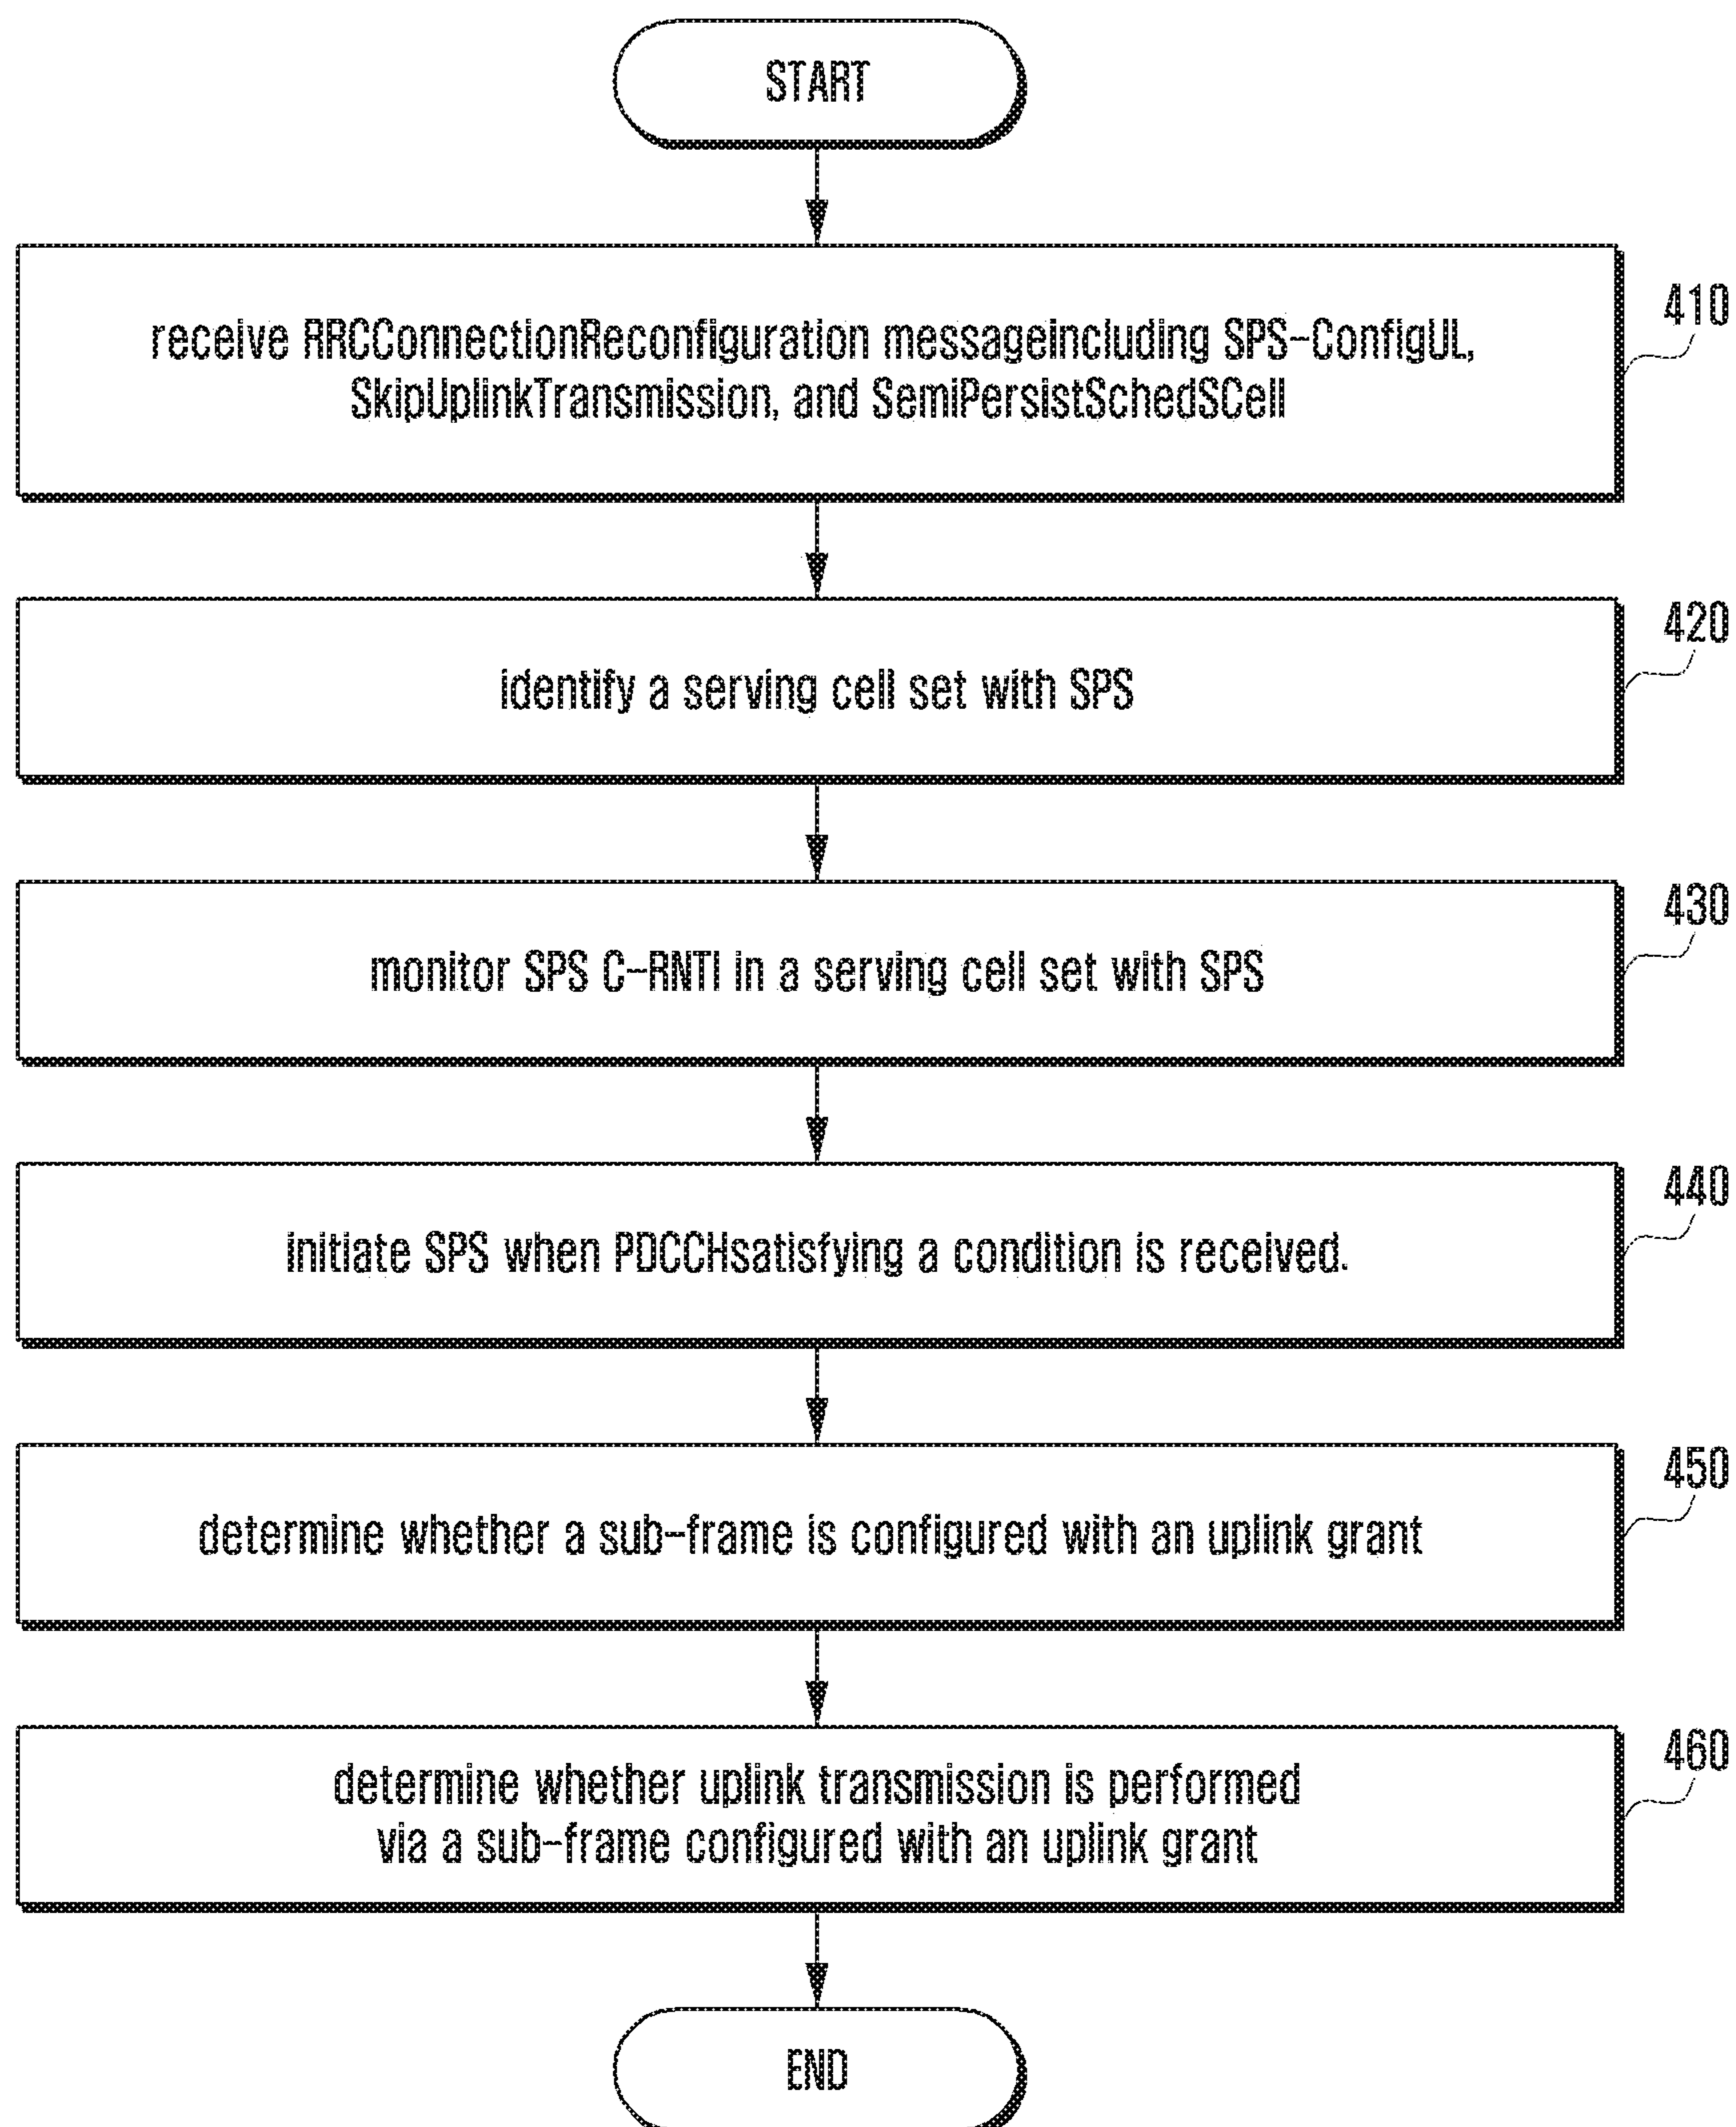 START
receive RRCConnectionReconfiguration messageincluding SPS-ConfigUL,
SkipUplinkTransmission, and SemiPersistSchedSCell
410
identify a serving cell set with SPS
420
monitor SPS C-RNTI in a serving cell set with SPS
430
initiate SPS when PDCCHsatisfying a condition is received.
440
determine whether a sub-frame is configured with an uplink grant
450
determine whether uplink transmission is performed
via a sub-frame configured with an uplink grant
460
END